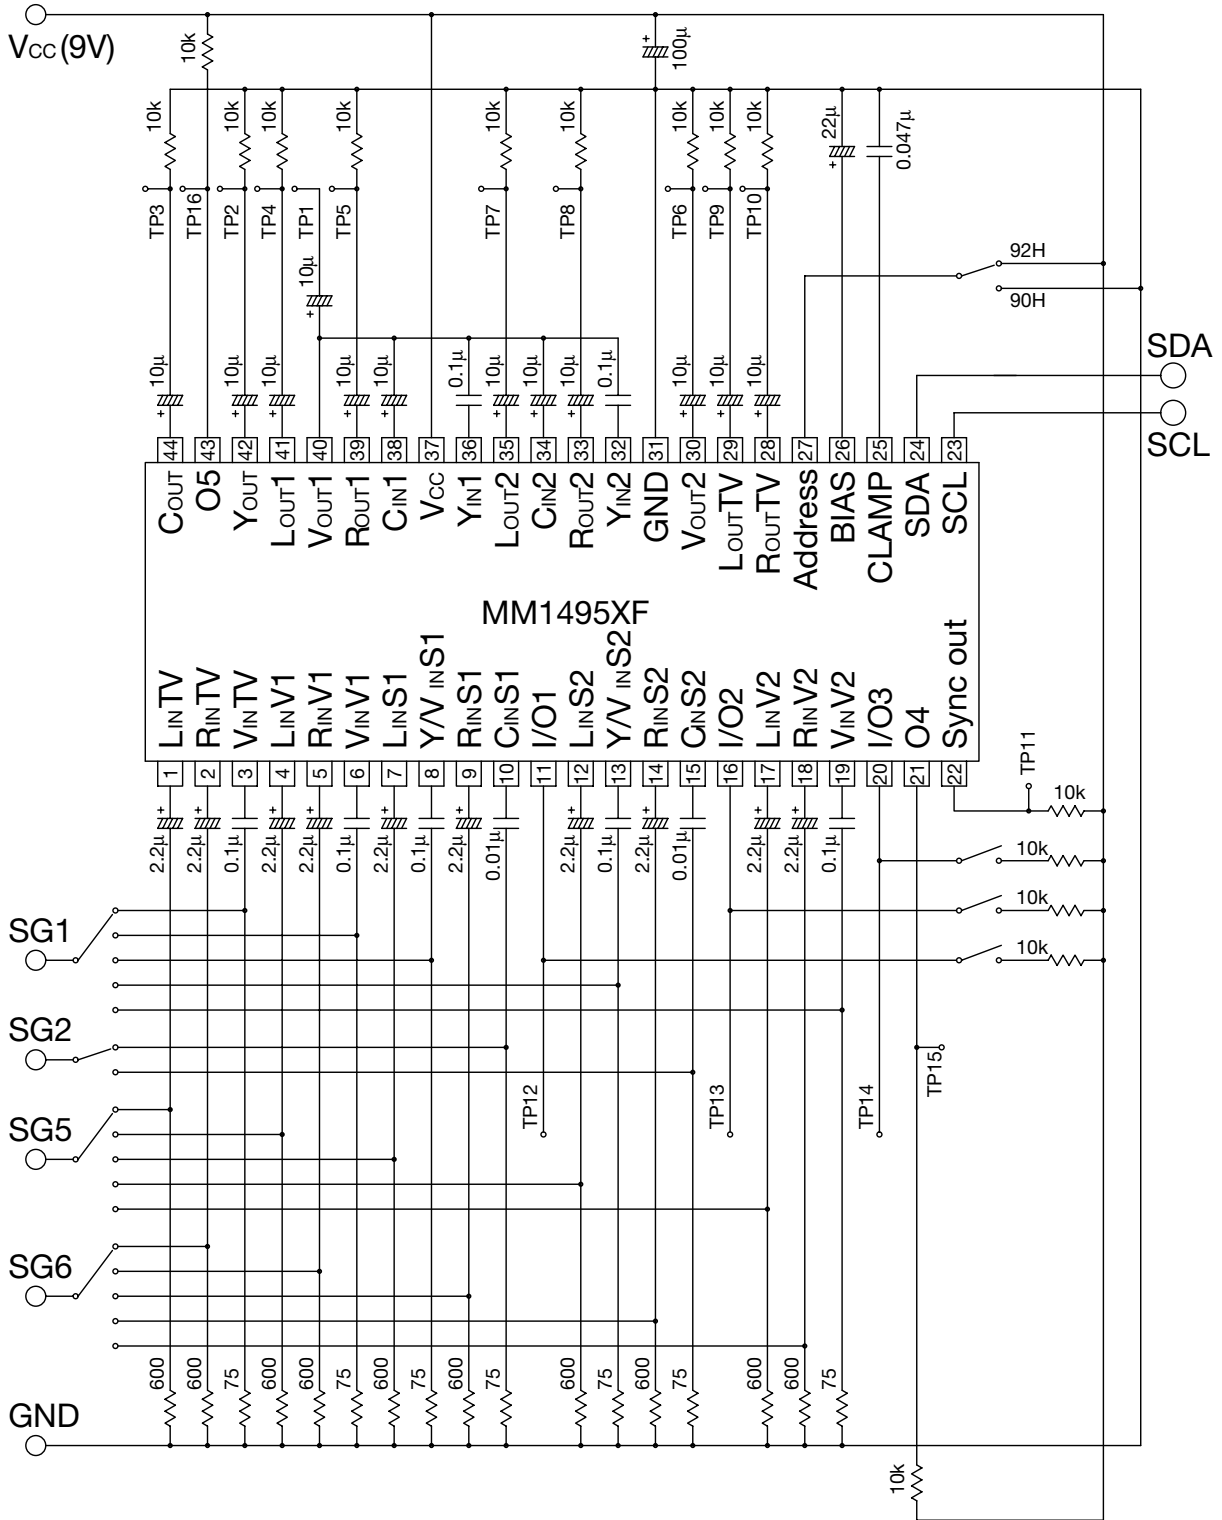 VCC (9V)
10k
+
100μ
10k
10k
10k
10k
10k
10k
10k
10k
10k
22μ
+
0.047μ
TP3
TP16
TP2
TP4
TP1
TP5
TP7
TP8
TP6
TP9
TP10
92H
90H
10μ
+
SDA
SCL
10μ
10μ
10μ
10μ
10μ
0.1μ
10μ
10μ
10μ
0.1μ
10μ
10μ
10μ
+ + + + + + + + + + +
44 43 42 41 40 39 38 37 36 35 34 33 32 31 30 29 28 27 26 25 24 23
COUT
O5
YOUT
LOUT1
VOUT1
ROUT1
CIN1
VCC
YIN1
LOUT2
CIN2
ROUT2
YIN2
GND
VOUT2
LOUTTV
ROUTTV
Address
BIAS
CLAMP
SDA
SCL
MM1495XF
LINTV
RINTV
VINTV
LINV1
RINV1
VINV1
LINS1
Y/V INS1
RINS1
CINS1
I/O1
LINS2
Y/V INS2
RINS2
CINS2
I/O2
LINV2
RINV2
VINV2
I/O3
O4
Sync out
1 2 3 4 5 6 7 8 9 10 11 12 13 14 15 16 17 18 19 20 21 22
+ + + + + + + + + +
2.2μ
2.2μ
0.1μ
2.2μ
2.2μ
0.1μ
2.2μ
0.1μ
2.2μ
0.01μ
2.2μ
0.1μ
2.2μ
0.01μ
2.2μ
2.2μ
0.1μ
TP11
10k
10k
10k
10k
SG1
SG2
TP12
TP13
TP14
TP15
SG5
SG6
600
600
75
600
600
75
600
75
600
75
600
75
600
75
600
600
75
GND
10k